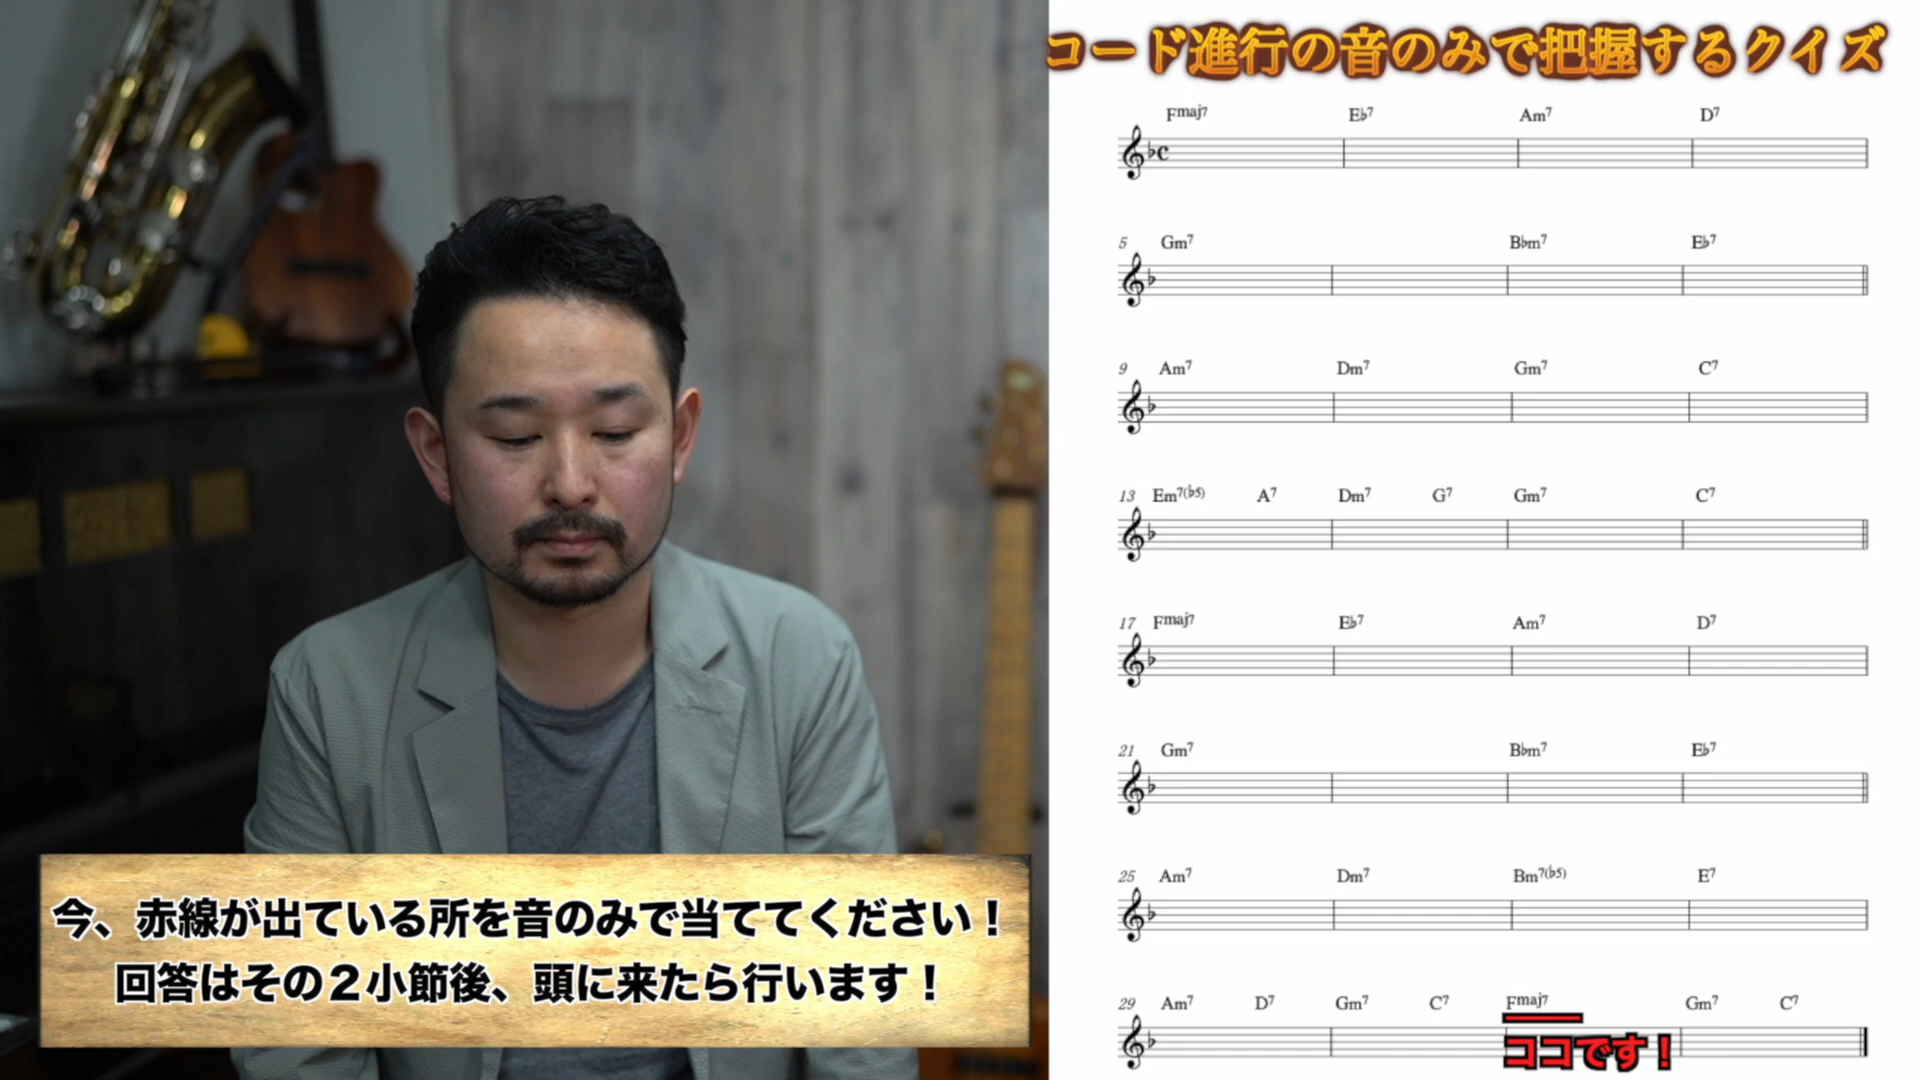 コード進行の音のみで把握するクイズ
Fmaj7 E♭7 Am7 D7
5 Gm7 B♭m7 E♭7
9 Am7 Dm7 Gm7 C7
13 Em7(♭5) A7 Dm7 G7 Gm7 C7
17 Fmaj7 E♭7 Am7 D7
21 Gm7 B♭m7 E♭7
25 Am7 Dm7 Bm7(♭5) E7
29 Am7 D7 Gm7 C7 Fmaj7 Gm7 C7
ココです!
今、赤線が出ている所を音のみで当ててください!
回答はその2小節後、頭に来たら行います!